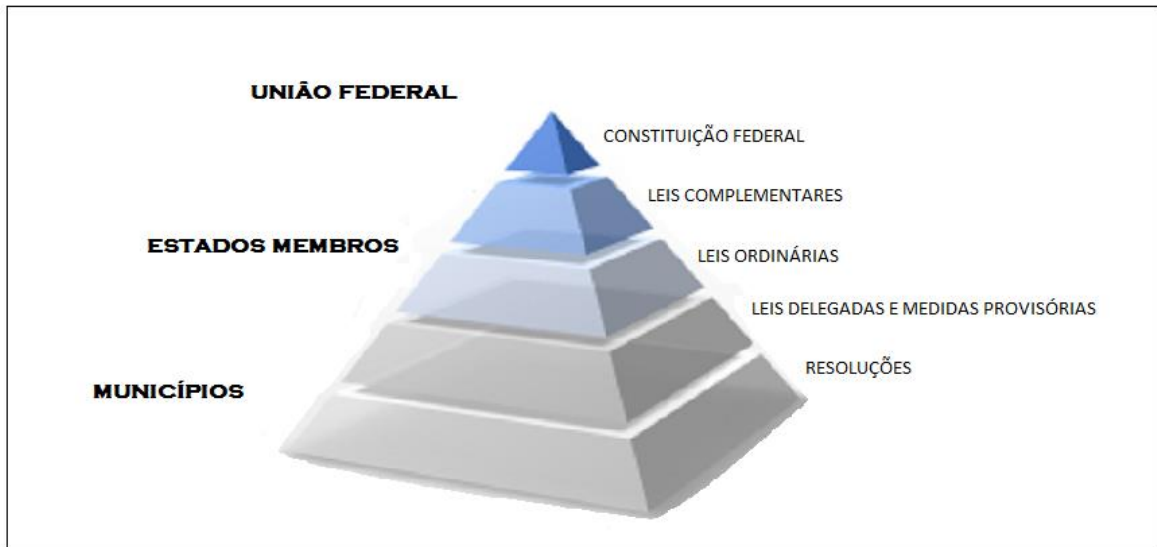 UNIÃO FEDERAL
CONSTITUIÇÃO FEDERAL
LEIS COMPLEMENTARES
ESTADOS MEMBROS
LEIS ORDINÁRIAS
LEIS DELEGADAS E MEDIDAS PROVISÓRIAS
RESOLUÇÕES
MUNICÍPIOS